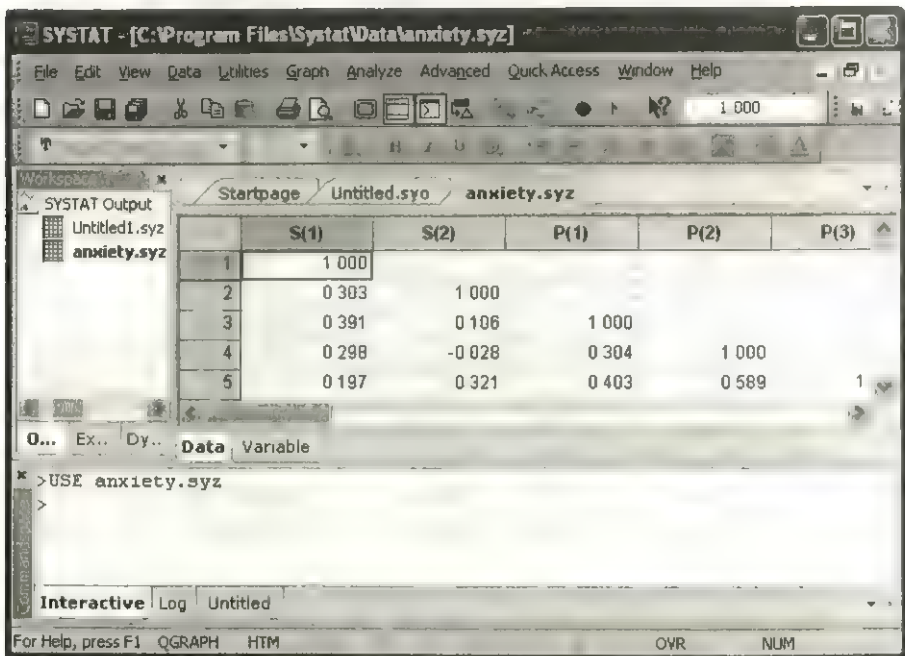 SYSTAT - [C:\Program Files\Systat\Data\anxiety.syz]
File Edit View Data Utilities Graph Analyze Advanced Quick Access Window Help
1 000
B I U A
Workspace
Startpage Untitled.syo anxiety.syz
SYSTAT Output
Untitled1.syz
anxiety.syz
S(1) S(2) P(1) P(2) P(3)
1 1 000
2 0 303 1 000
3 0 391 0 106 1 000
4 0 298 -0 028 0 304 1 000
5 0 197 0 321 0 403 0 589 1
O... Ex.. Dy.. Data Variable
>USE anxiety.syz
>
Commandspace
Interactive Log Untitled
For Help, press F1 QGRAPH HTM OVR NUM